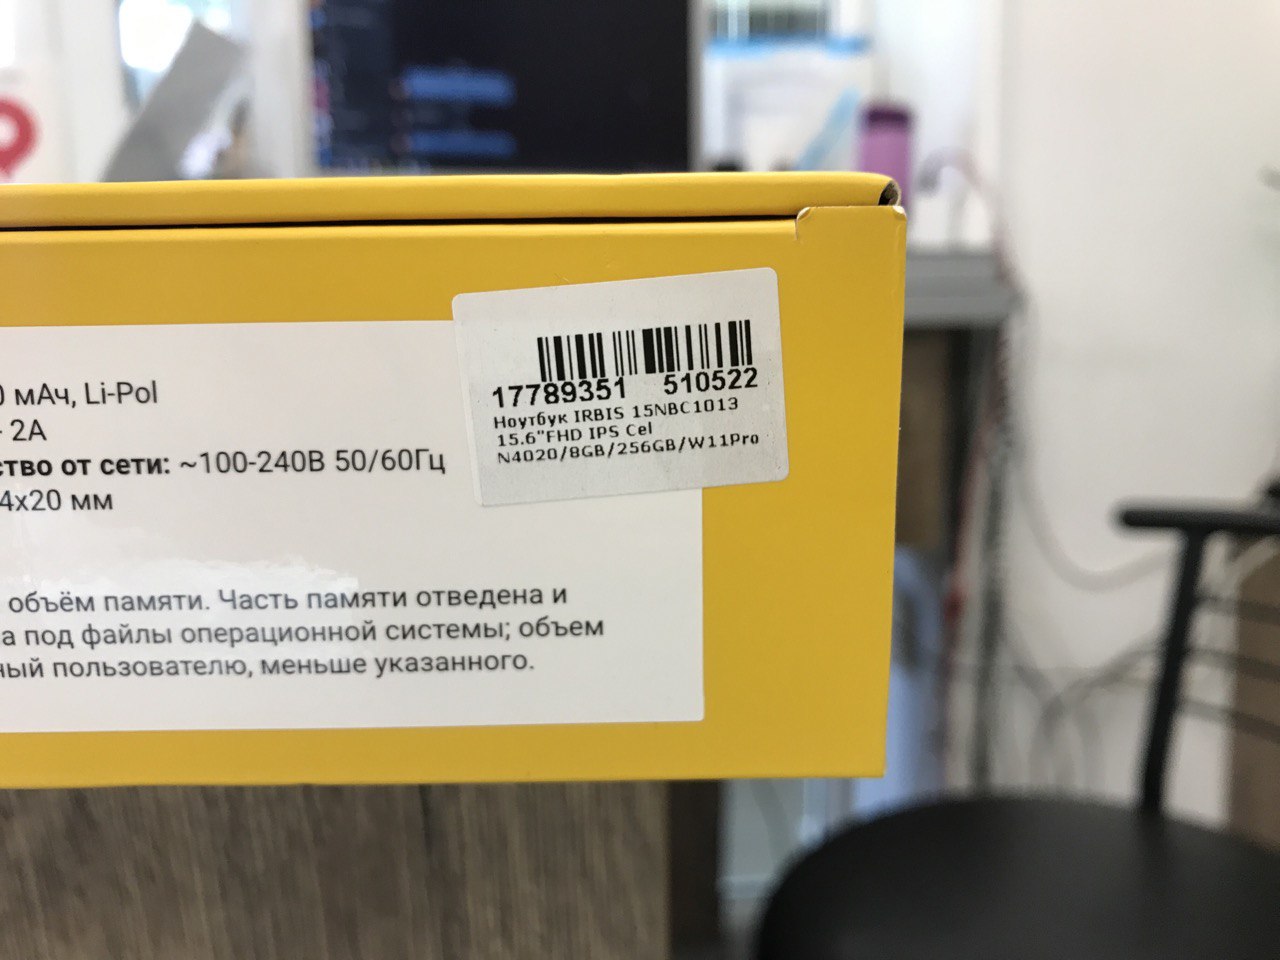 17789351 510522
Ноутбук IRBIS 15NBC1013
15.6"FHD IPS Cel
N4020/8GB/256GB/W11Pro
0 мАч, Li-Pol
- 2А
ство от сети: ~100-240В 50/60Гц
4х20 мм
объём памяти. Часть памяти отведена и
а под файлы операционной системы; объем
ный пользователю, меньше указанного.